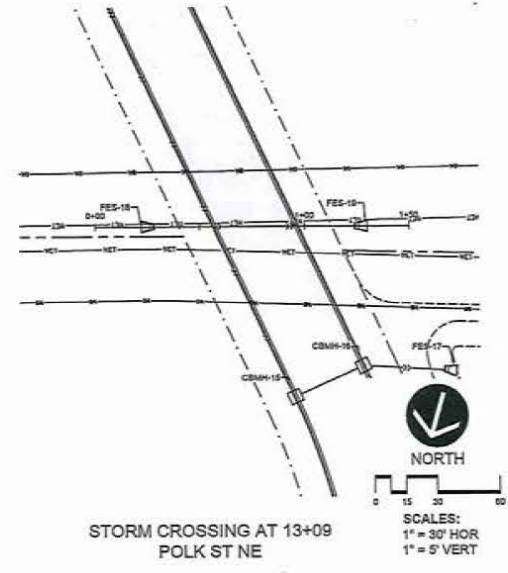 FES-18
0+00
FES-19
1+00
1+50
CBMH-16
FES-17
CBMH-15
NORTH
0 15 30 60
STORM CROSSING AT 13+09
POLK ST NE
SCALES:
1" = 30' HOR
1" = 5' VERT